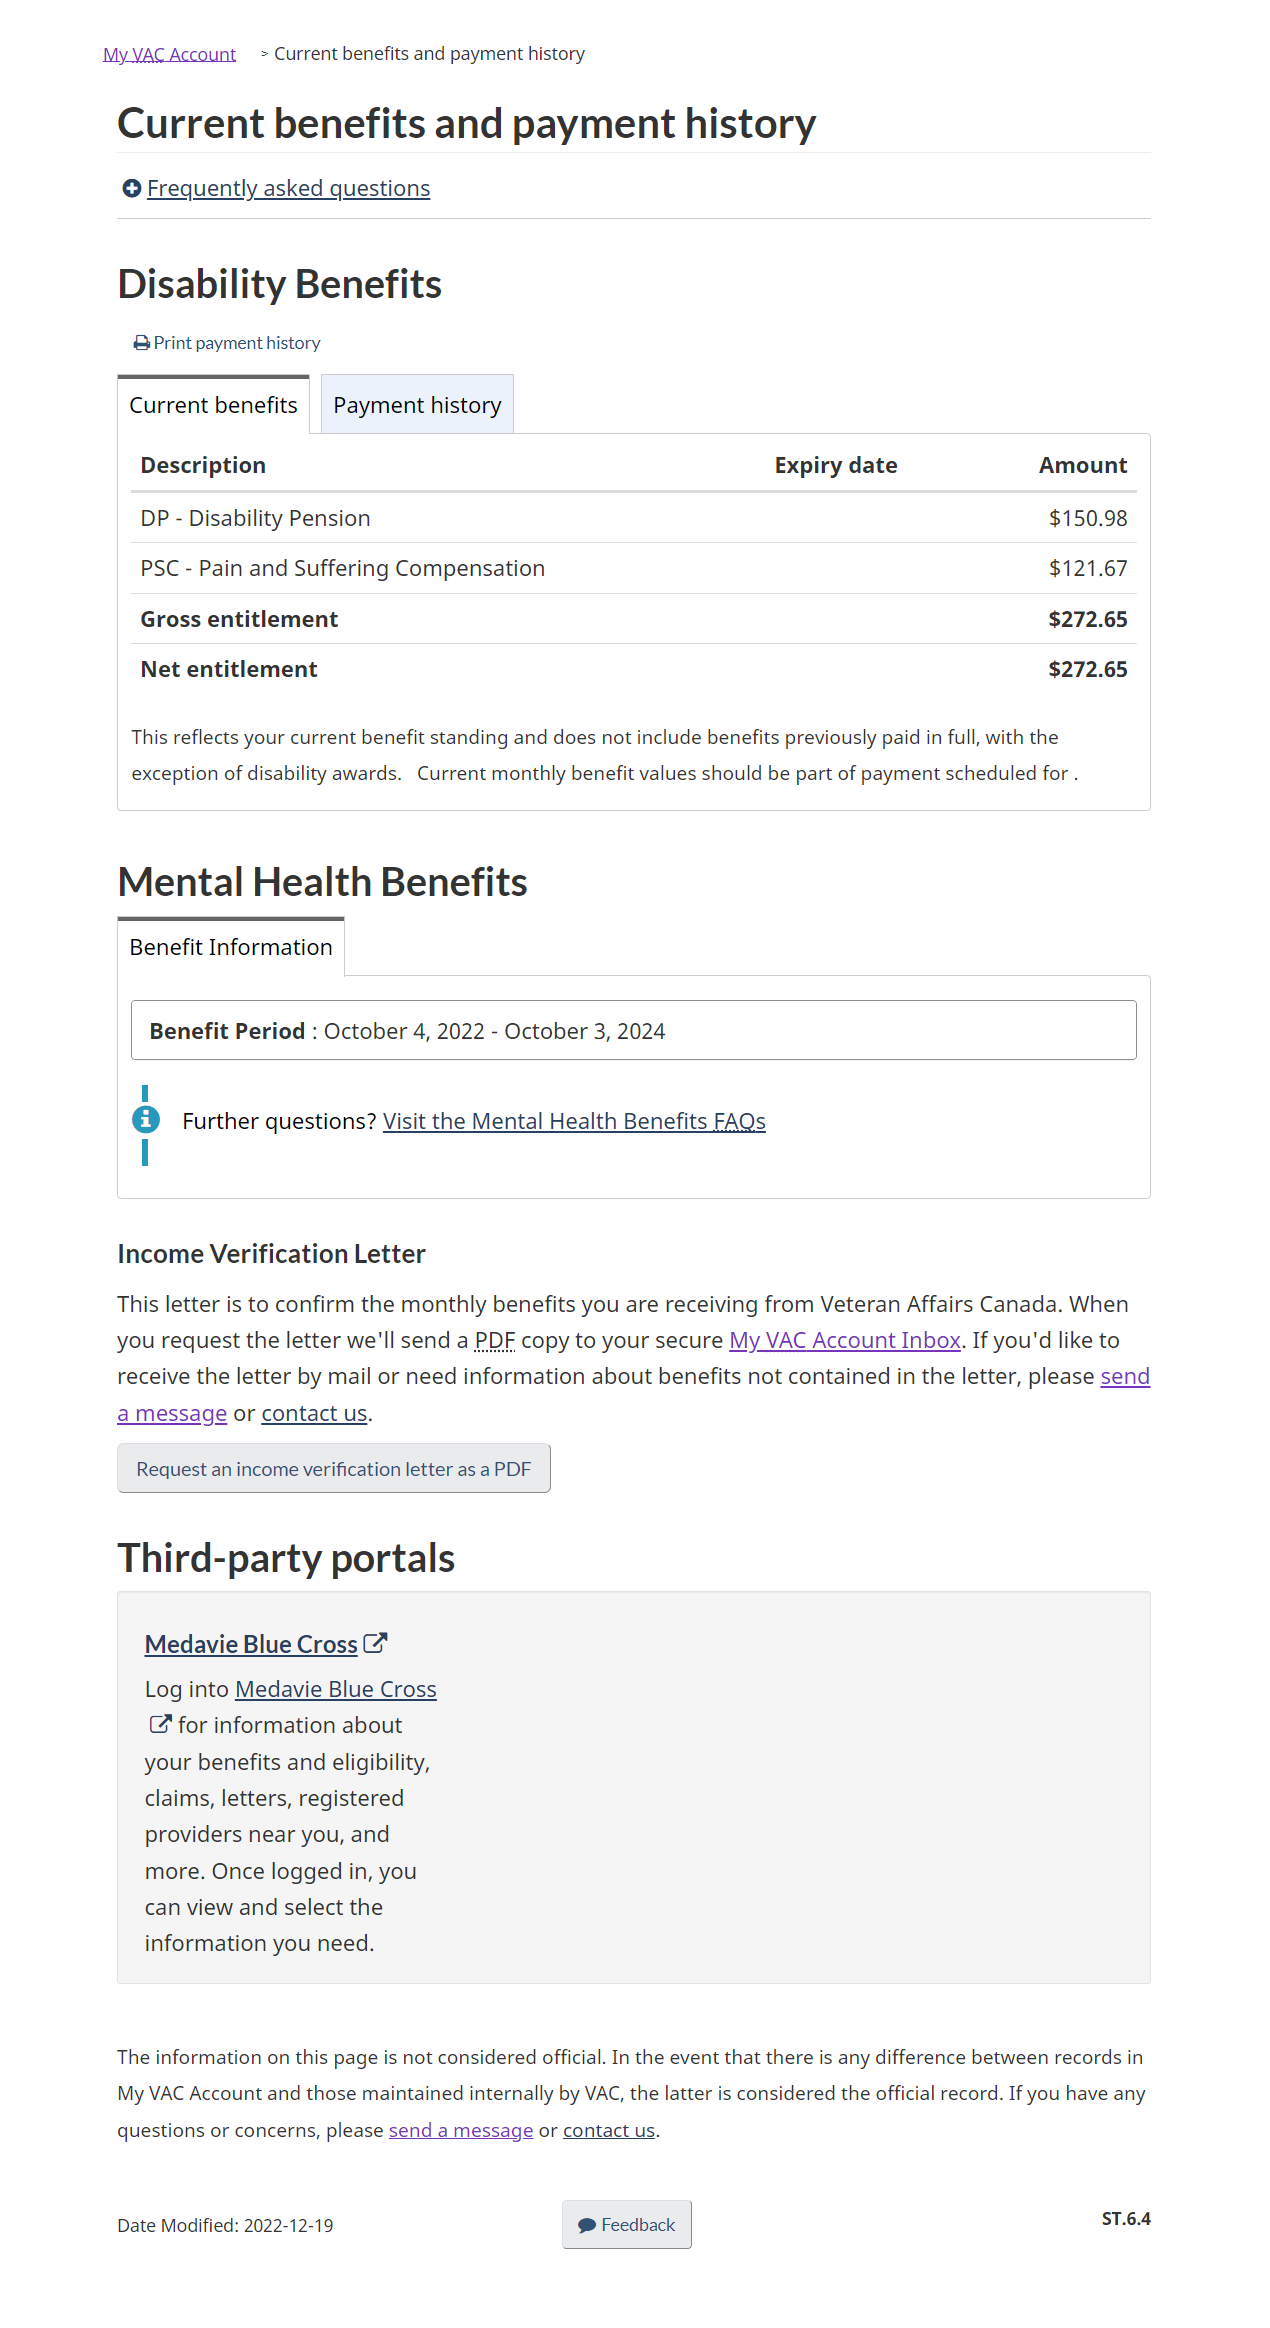 My VAC Account > Current benefits and payment history
Current benefits and payment history
Frequently asked questions
Disability Benefits
Print payment history
Current benefits Payment history
Description Expiry date Amount
DP - Disability Pension $150.98
PSC - Pain and Suffering Compensation $121.67
Gross entitlement $272.65
Net entitlement $272.65
This reflects your current benefit standing and does not include benefits previously paid in full, with the
exception of disability awards. Current monthly benefit values should be part of payment scheduled for .
Mental Health Benefits
Benefit Information
Benefit Period : October 4, 2022 - October 3, 2024
Further questions? Visit the Mental Health Benefits FAQs
Income Verification Letter
This letter is to confirm the monthly benefits you are receiving from Veteran Affairs Canada. When
you request the letter we'll send a PDF copy to your secure My VAC Account Inbox. If you'd like to
receive the letter by mail or need information about benefits not contained in the letter, please send
a message or contact us.
Request an income verification letter as a PDF
Third-party portals
Medavie Blue Cross
Log into Medavie Blue Cross
for information about
your benefits and eligibility,
claims, letters, registered
providers near you, and
more. Once logged in, you
can view and select the
information you need.
The information on this page is not considered official. In the event that there is any difference between records in
My VAC Account and those maintained internally by VAC, the latter is considered the official record. If you have any
questions or concerns, please send a message or contact us.
Date Modified: 2022-12-19 Feedback ST.6.4